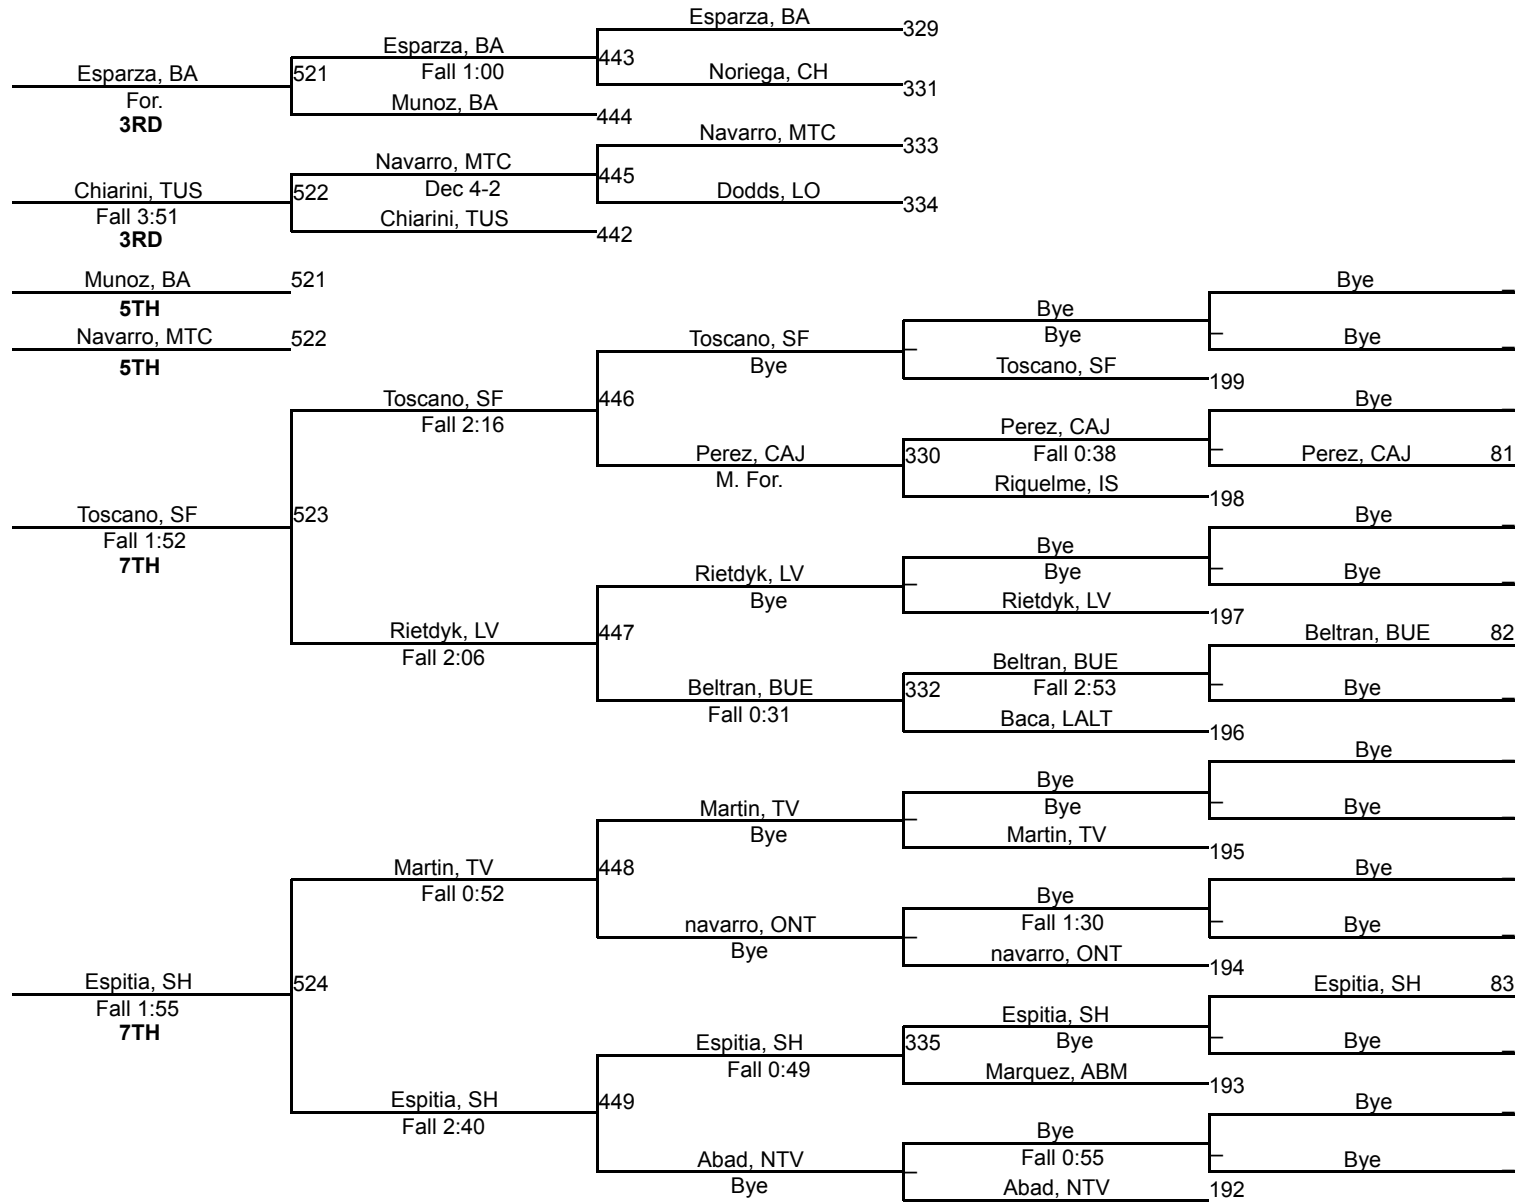 Esparza, BA
329
Esparza, BA
443
Fall 1:00
Noriega, CH
331
Esparza, BA
521
For.
3RD
Munoz, BA
444
Navarro, MTC
333
Navarro, MTC
445
Dec 4-2
Dodds, LO
334
Chiarini, TUS
522
Fall 3:51
3RD
Chiarini, TUS
442
Munoz, BA
521
5TH
Navarro, MTC
522
5TH
Bye
Bye
Bye
Bye
Toscano, SF
Bye
Toscano, SF
199
Toscano, SF
446
Fall 2:16
Bye
Perez, CAJ
Fall 0:38
Perez, CAJ
81
Perez, CAJ
330
M. For.
Riquelme, IS
198
Toscano, SF
523
Fall 1:52
7TH
Bye
Bye
Bye
Bye
Rietdyk, LV
Bye
Rietdyk, LV
197
Rietdyk, LV
447
Fall 2:06
Beltran, BUE
82
Beltran, BUE
Fall 2:53
Bye
Beltran, BUE
332
Fall 0:31
Baca, LALT
196
Bye
Bye
Bye
Bye
Martin, TV
Bye
Martin, TV
195
Martin, TV
448
Fall 0:52
Bye
Bye
Fall 1:30
Bye
navarro, ONT
Bye
navarro, ONT
194
Espitia, SH
524
Fall 1:55
7TH
Espitia, SH
83
Espitia, SH
Bye
Bye
Espitia, SH
335
Fall 0:49
Marquez, ABM
193
Espitia, SH
449
Fall 2:40
Bye
Bye
Fall 0:55
Bye
Abad, NTV
Bye
Abad, NTV
192